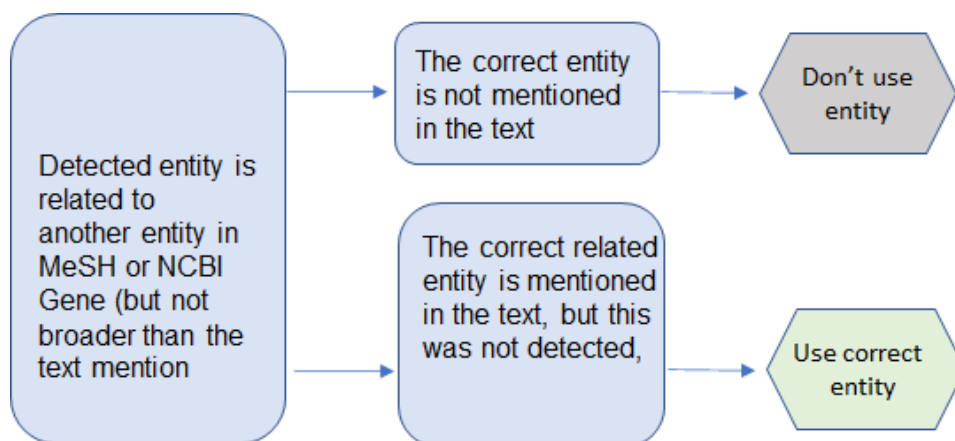 Detected entity is
related to
another entity in
MeSH or NCBI
Gene (but not
broader than the
text mention
The correct entity
is not mentioned
in the text
Don’t use
entity
The correct related
entity is mentioned
in the text, but this
was not detected,
Use correct
entity